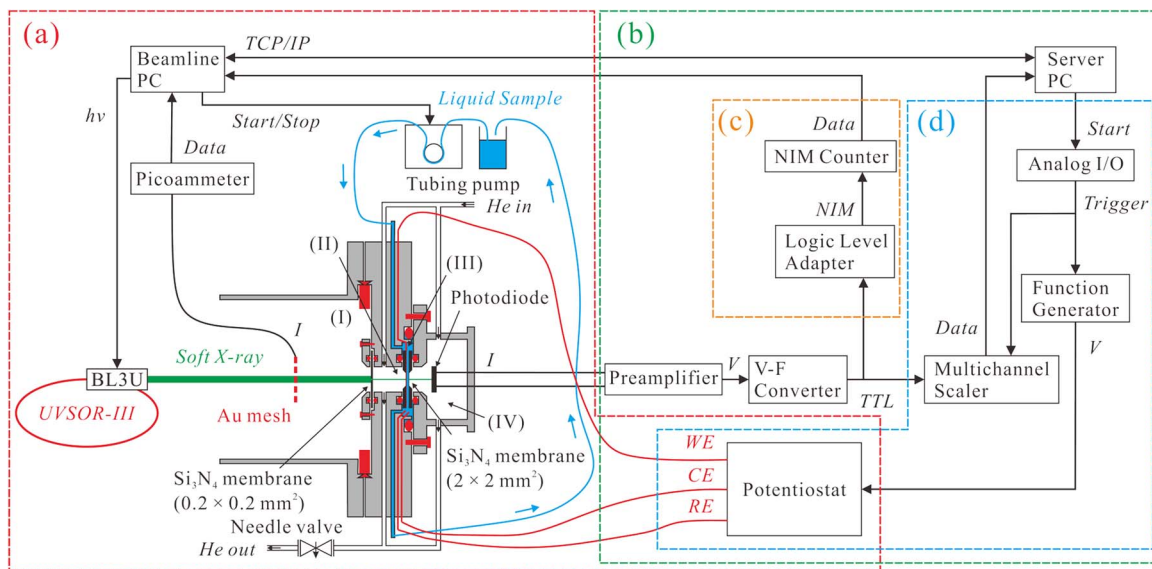 (a)
(b)
TCP/IP
Beamline
PC
Server
PC
hν
Start/Stop
Liquid Sample
(c)
(d)
Data
Data
Start
Picoammeter
NIM Counter
Analog I/O
Tubing pump
He in
NIM
Trigger
(II)
(III)
Logic Level
Adapter
Photodiode
Function
Generator
(I)
I
I
Data
V
Soft X-ray
BL3U
Preamplifier
V
V-F
Converter
TTL
Multichannel
Scaler
UVSOR-III
Au mesh
(IV)
Si₃N₄ membrane
(0.2 × 0.2 mm²)
Si₃N₄ membrane
(2 × 2 mm²)
WE
CE
RE
Potentiostat
Needle valve
He out